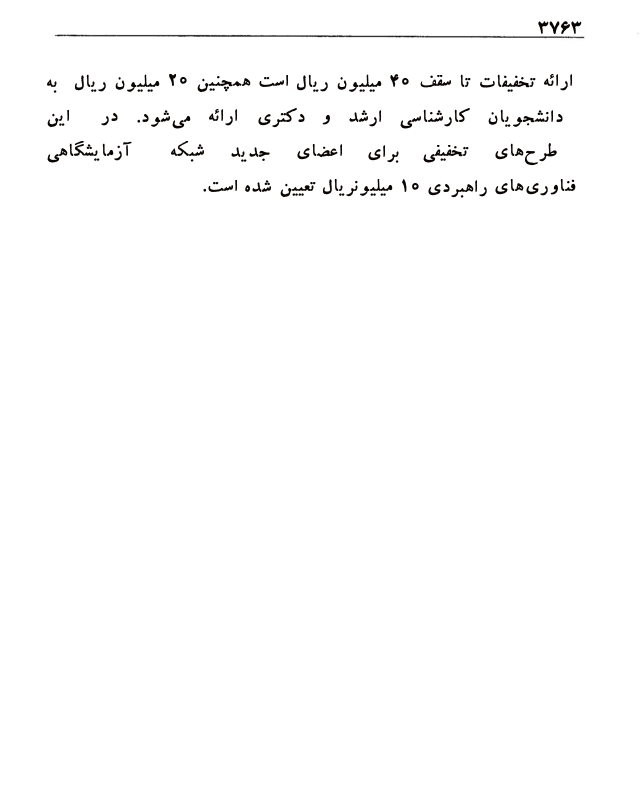 ۳۷۶۳
ارائه تخفیفات تا سقف ۴۰ میلیون ریال است همچنین ۲۰ میلیون ریال به
دانشجویان کارشناسی ارشد و دکتری ارائه می‌شود. در این
طرح‌های تخفیفی برای اعضای جدید شبکه آزمایشگاهی
فناوری‌های راهبردی ۱۰ میلیونریال تعیین شده است.